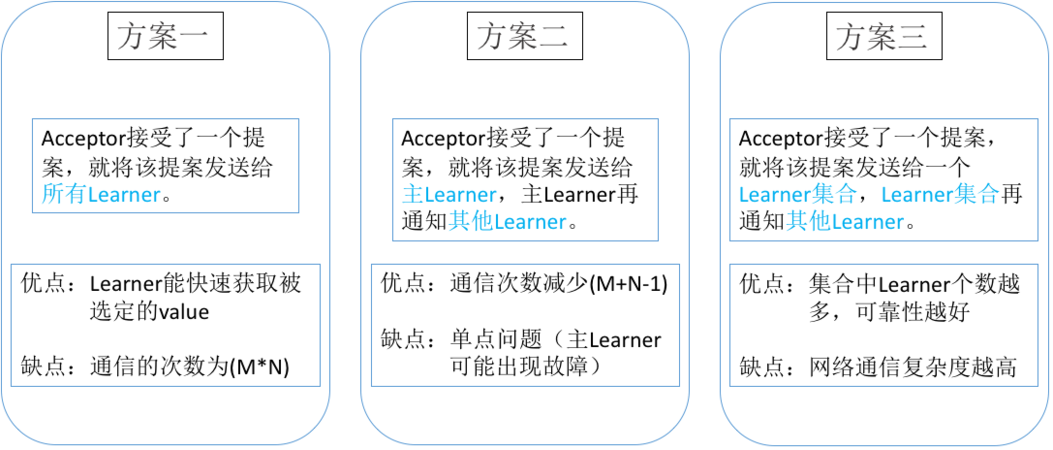 方案一
Acceptor接受了一个提
案，就将该提案发送给
所有Learner。
优点：Learner能快速获取被
选定的value
缺点：通信的次数为(M*N)
方案二
Acceptor接受了一个提
案，就将该提案发送给
主Learner，主Learner再
通知其他Learner。
优点：通信次数减少(M+N-1)
缺点：单点问题（主Learner
可能出现故障）
方案三
Acceptor接受了一个提案，
就将该提案发送给一个
Learner集合，Learner集合再
通知其他Learner。
优点：集合中Learner个数越
多，可靠性越好
缺点：网络通信复杂度越高